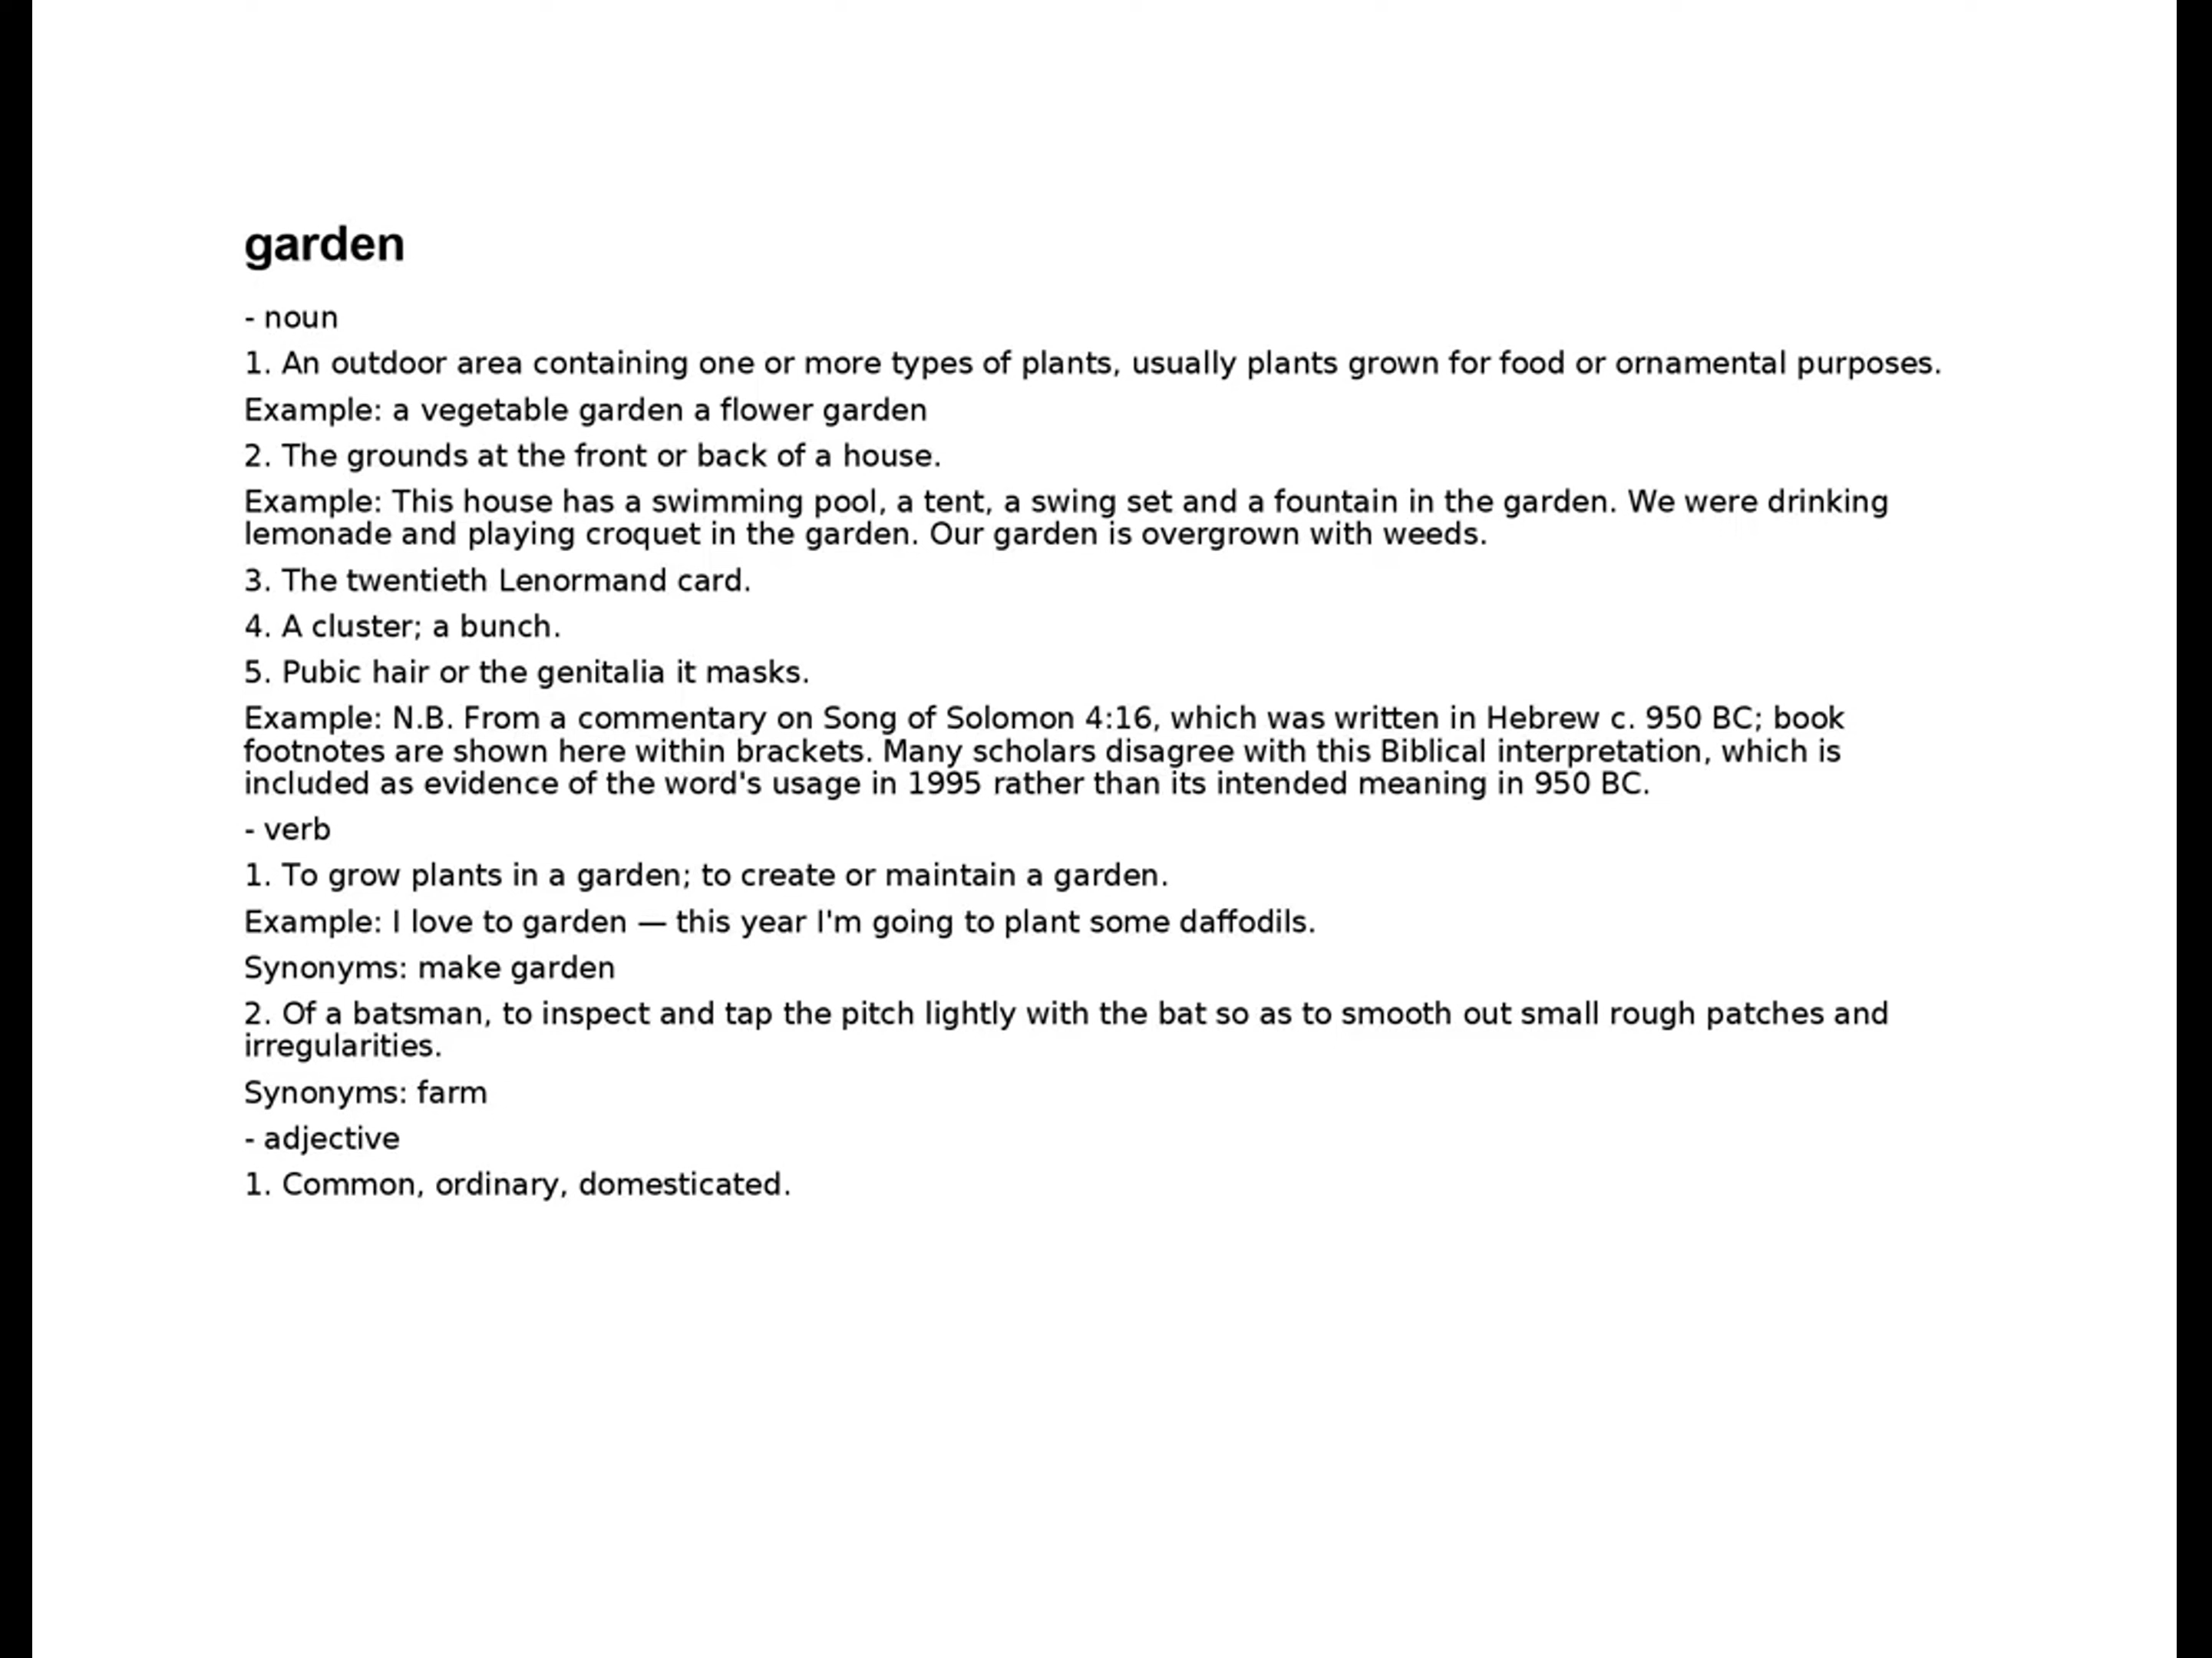 garden
- noun
1. An outdoor area containing one or more types of plants, usually plants grown for food or ornamental purposes.
Example: a vegetable garden a flower garden
2. The grounds at the front or back of a house.
Example: This house has a swimming pool, a tent, a swing set and a fountain in the garden. We were drinking
lemonade and playing croquet in the garden. Our garden is overgrown with weeds.
3. The twentieth Lenormand card.
4. A cluster; a bunch.
5. Pubic hair or the genitalia it masks.
Example: N.B. From a commentary on Song of Solomon 4:16, which was written in Hebrew c. 950 BC; book
footnotes are shown here within brackets. Many scholars disagree with this Biblical interpretation, which is
included as evidence of the word's usage in 1995 rather than its intended meaning in 950 BC.
- verb
1. To grow plants in a garden; to create or maintain a garden.
Example: I love to garden — this year I'm going to plant some daffodils.
Synonyms: make garden
2. Of a batsman, to inspect and tap the pitch lightly with the bat so as to smooth out small rough patches and
irregularities.
Synonyms: farm
- adjective
1. Common, ordinary, domesticated.